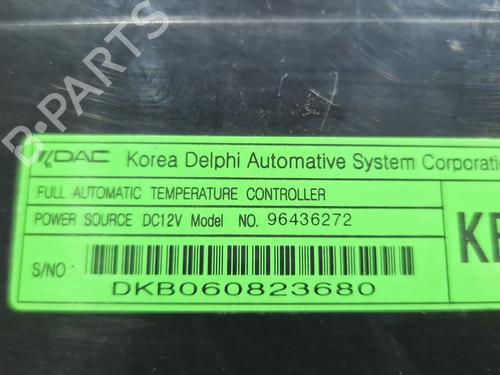 B-PARTS
KDAC Korea Delphi Automative System Corporati
FULL AUTOMATIC TEMPERATURE CONTROLLER
POWER SOURCE DC12V Model NO. 96436272
KE
S/NO :
DKB060823680